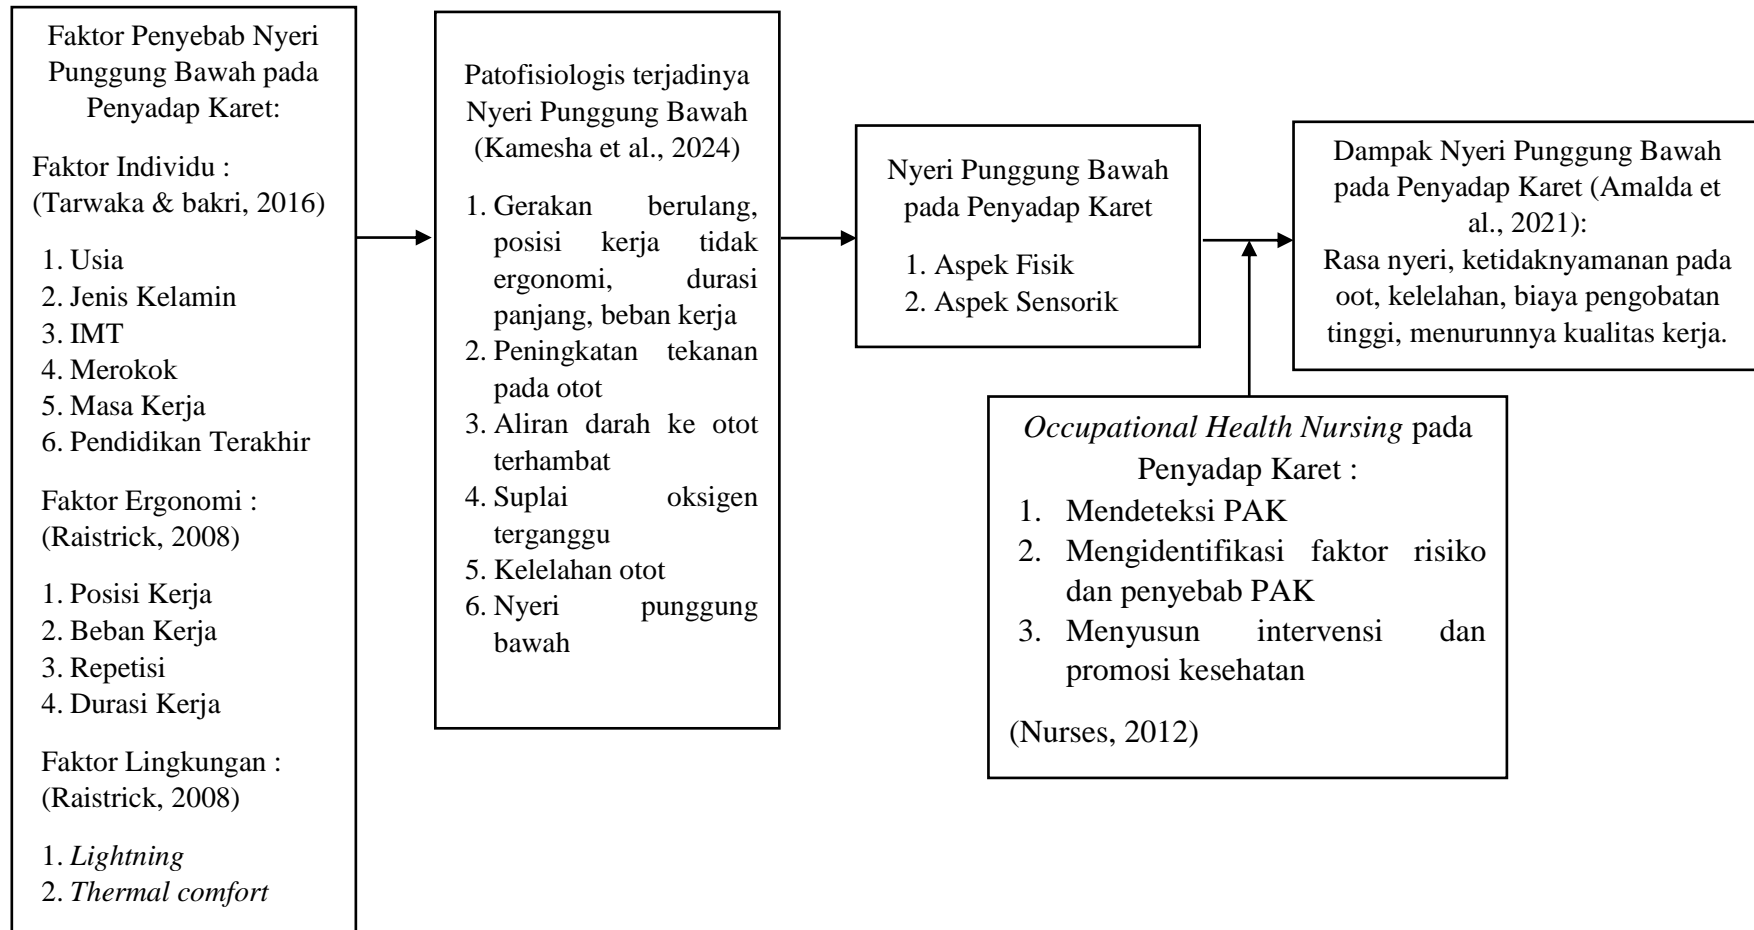 Faktor Penyebab Nyeri
Punggung Bawah pada
Penyadap Karet:
Faktor Individu :
(Tarwaka & bakri, 2016)
1. Usia
2. Jenis Kelamin
3. IMT
4. Merokok
5. Masa Kerja
6. Pendidikan Terakhir
Faktor Ergonomi :
(Raistrick, 2008)
1. Posisi Kerja
2. Beban Kerja
3. Repetisi
4. Durasi Kerja
Faktor Lingkungan :
(Raistrick, 2008)
1. Lightning
2. Thermal comfort
Patofisiologis terjadinya
Nyeri Punggung Bawah
(Kamesha et al., 2024)
1. Gerakan berulang,
posisi kerja tidak
ergonomi, durasi
panjang, beban kerja
2. Peningkatan tekanan
pada otot
3. Aliran darah ke otot
terhambat
4. Suplai oksigen
terganggu
5. Kelelahan otot
6. Nyeri punggung
bawah
Nyeri Punggung Bawah
pada Penyadap Karet
1. Aspek Fisik
2. Aspek Sensorik
Dampak Nyeri Punggung Bawah
pada Penyadap Karet (Amalda et
al., 2021):
Rasa nyeri, ketidaknyamanan pada
oot, kelelahan, biaya pengobatan
tinggi, menurunnya kualitas kerja.
Occupational Health Nursing pada
Penyadap Karet :
1. Mendeteksi PAK
2. Mengidentifikasi faktor risiko
dan penyebab PAK
3. Menyusun intervensi dan
promosi kesehatan
(Nurses, 2012)